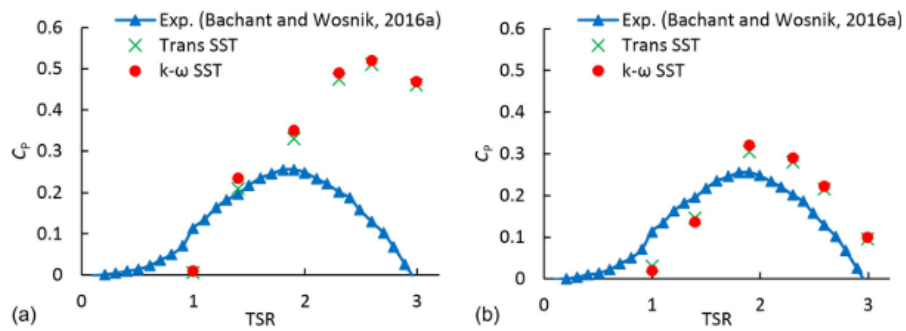 0.6
0.5
0.4
0.3
0.2
0.1
0
Cₚ
Exp. (Bachant and Wosnik, 2016a)
Trans SST
k-ω SST
0 1 2 3
TSR
(a)
0.6
0.5
0.4
0.3
0.2
0.1
0
Cₚ
Exp. (Bachant and Wosnik, 2016a)
Trans SST
k-ω SST
0 1 2 3
TSR
(b)